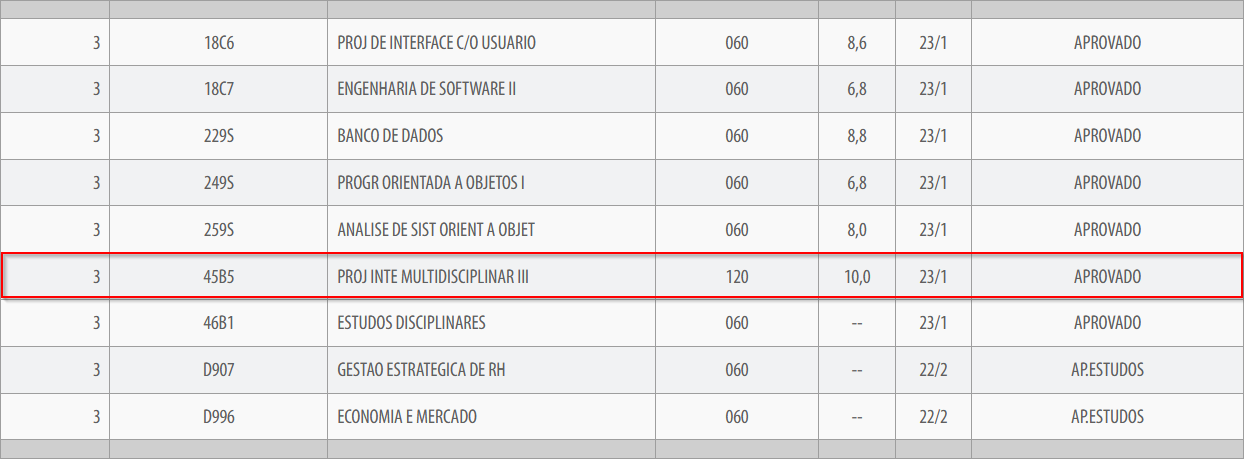 3 18C6 PROJ DE INTERFACE C/O USUARIO 060 8,6 23/1 APROVADO
3 18C7 ENGENHARIA DE SOFTWARE II 060 6,8 23/1 APROVADO
3 229S BANCO DE DADOS 060 8,8 23/1 APROVADO
3 249S PROGR ORIENTADA A OBJETOS I 060 6,8 23/1 APROVADO
3 259S ANALISE DE SIST ORIENT A OBJET 060 8,0 23/1 APROVADO
3 45B5 PROJ INTE MULTIDISCIPLINAR III 120 10,0 23/1 APROVADO
3 46B1 ESTUDOS DISCIPLINARES 060 -- 23/1 APROVADO
3 D907 GESTAO ESTRATEGICA DE RH 060 -- 22/2 AP.ESTUDOS
3 D996 ECONOMIA E MERCADO 060 -- 22/2 AP.ESTUDOS